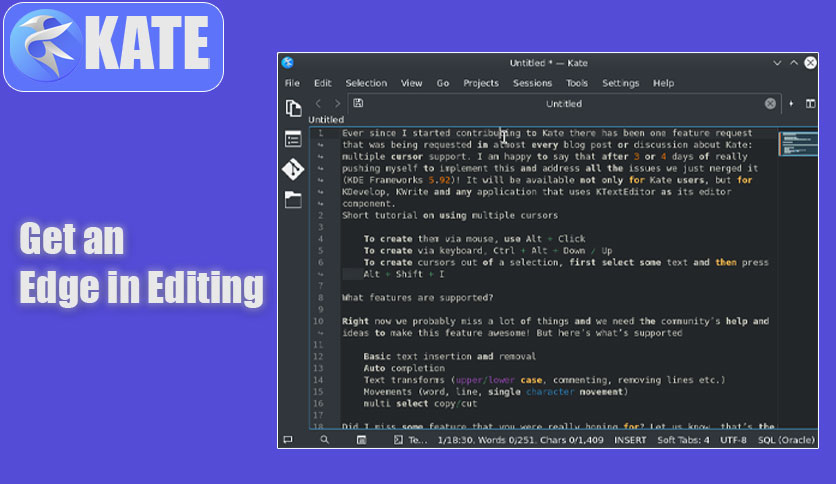 KATE
Get an
Edge in Editing
Untitled * — Kate
File Edit Selection View Go Projects Sessions Tools Settings Help
Untitled
Untitled
1 Ever since I started contributing to Kate there has been one feature request
that was being requested in almost every blog post or discussion about Kate:
multiple cursor support. I am happy to say that after 3 or 4 days of really
pushing myself to implement this and address all the issues we just merged it
(KDE Frameworks 5.92)! It will be available not only for Kate users, but for
KDevelop, KWrite and any application that uses KTextEditor as its editor
component.
2 Short tutorial on using multiple cursors
3
4 To create them via mouse, use Alt + Click
5 To create via keyboard, Ctrl + Alt + Down / Up
6 To create cursors out of a selection, first select some text and then press
Alt + Shift + I
7
8 What features are supported?
9
10 Right now we probably miss a lot of things and we need the community's help and
ideas to make this feature awesome! But here's what's supported
11
12 Basic text insertion and removal
13 Auto completion
14 Text transforms (upper/lower case, commenting, removing lines etc.)
15 Movements (word, line, single character movement)
16 multi select copy/cut
17
18 Did I miss some feature that you were really hoping for? Let us know, that's the
Te... 1/18:30, Words 0/251, Chars 0/1,409 INSERT Soft Tabs: 4 UTF-8 SQL (Oracle)